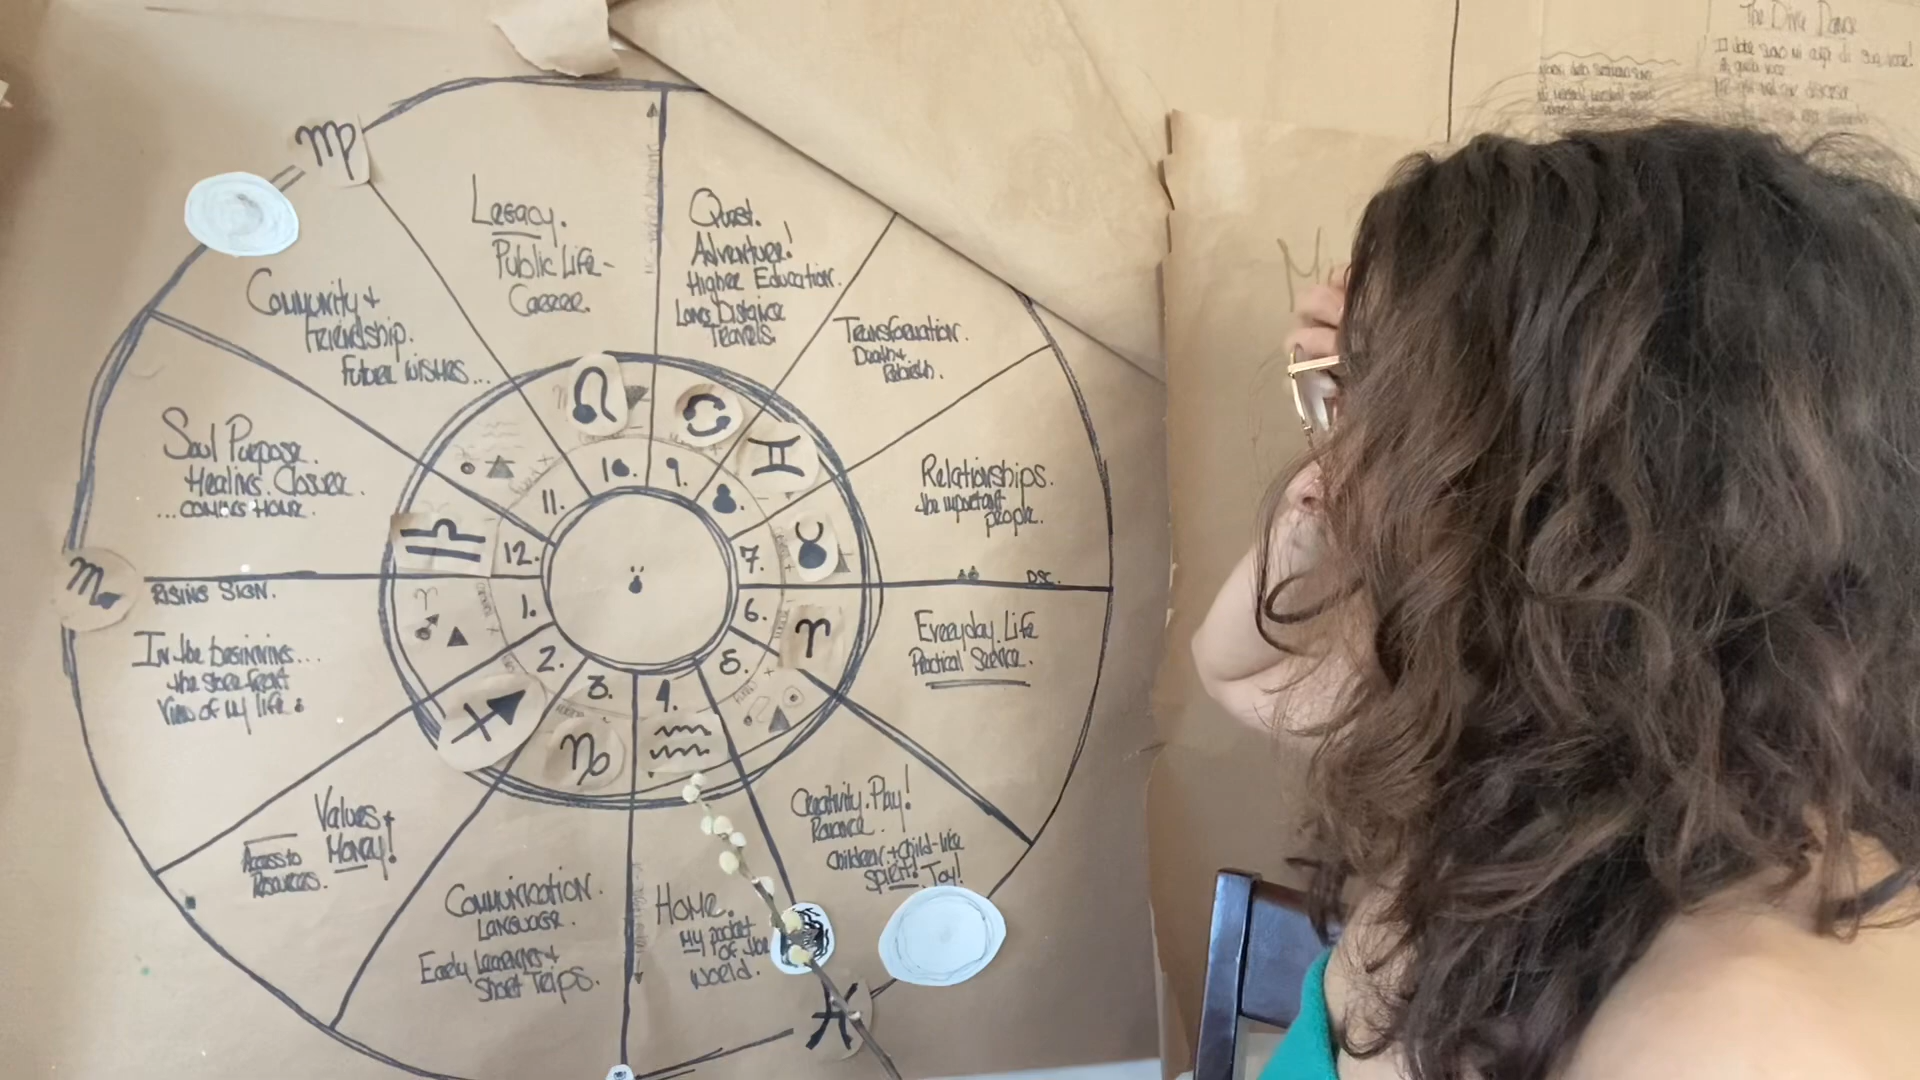 The Dive Dance
Legacy.
Public Life -
Career.
Quest.
Adventure!
Higher Education.
Long Distance
Travels.
Transformation.
Death +
Rebirth.
Community +
friendship.
Future wishes...
Soul Purpose.
Healing. Closure.
... coming Home.
Relationships.
the important
people.
DSC.
RISING SIGN.
In the beginning...
the store front
View of my life.
Everyday. Life
Practical Service.
12.
11.
10.
9.
8.
7.
6.
5.
4.
3.
2.
1.
Values +
Money!
Access to
Resources.
Communication.
Language.
Early Learning +
Short Trips.
Home.
My pocket
of the
world.
Creativity. Play!
Romance.
Children. + Child-like
spirit! Joy!